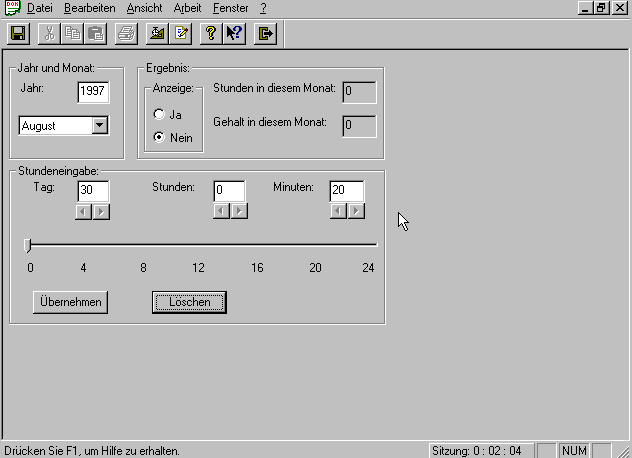 DOK Datei Bearbeiten Ansicht Arbeit Fenster ?
Jahr und Monat:
Jahr: 1997
August
Ergebnis:
Anzeige:
Ja
Nein
Stunden in diesem Monat: 0
Gehalt in diesem Monat: 0
Stundeneingabe:
Tag: 30 Stunden: 0 Minuten: 20
0 4 8 12 16 20 24
Übernehmen Löschen
Drücken Sie F1, um Hilfe zu erhalten. Sitzung: 0 : 02 : 04 NUM